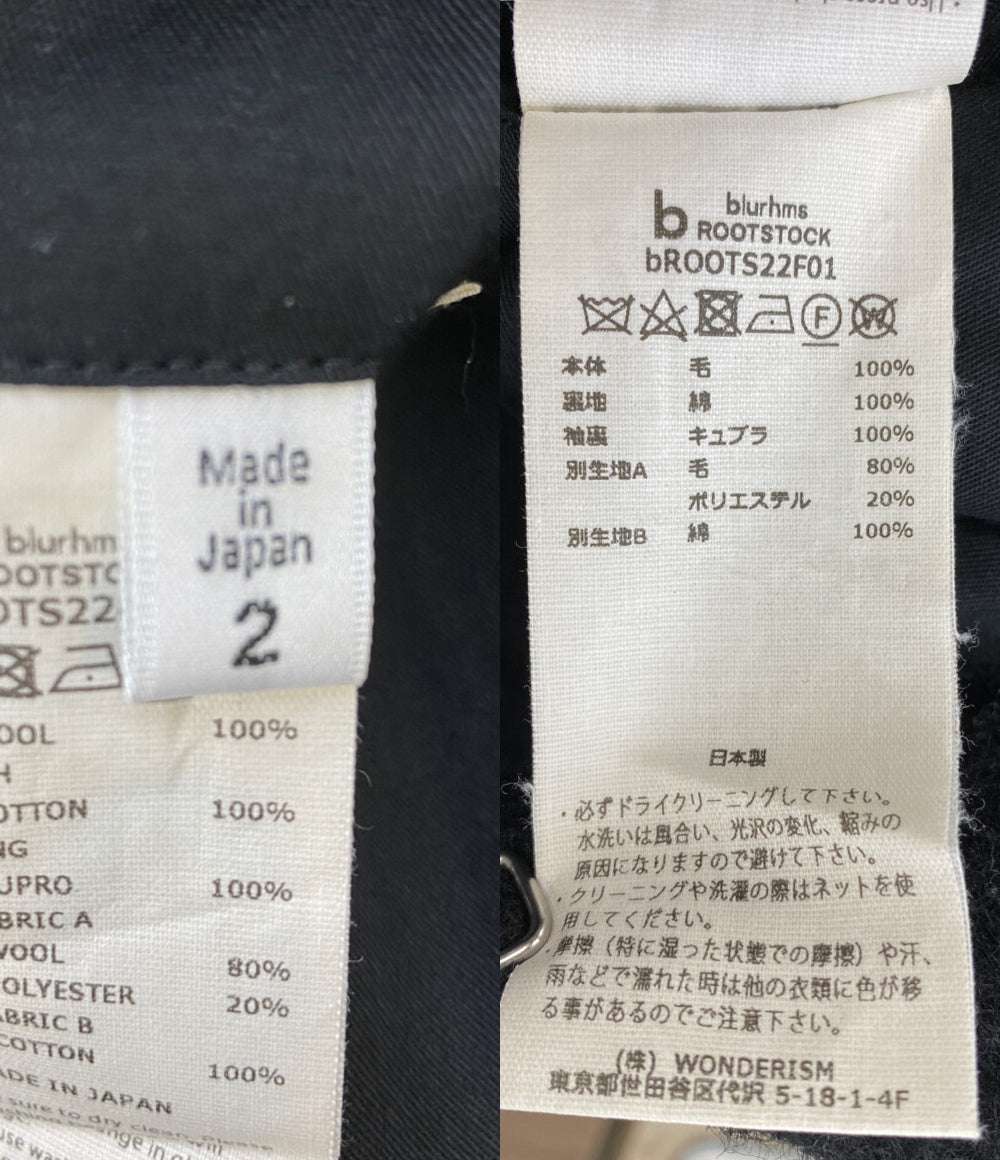 Made
in
Japan
2
blurhm
OOTSTO
OTS22
OOL 100%
H
OTTON 100%
NG
UPRO 100%
BRIC A
WOOL 80%
OLYESTER 20%
ABRIC B
COTTON 100%
ADE IN JAPAN
sure to dry
b blurhms
ROOTSTOCK
bROOTS22F01
F W
本体 毛 100%
裏地 綿 100%
袖裏 キュプラ 100%
別生地A 毛 80%
ポリエステル 20%
別生地B 綿 100%
日本製
・必ずドライクリーニングして下さい。
水洗いは風合い、光沢の変化、縮みの
原因になりますので避けて下さい。
・クリーニングや洗濯の際はネットを使
用してください。
・摩擦（特に湿った状態での摩擦）や汗、
雨などで濡れた時は他の衣類に色が移
る事があるのでご注意下さい。
(株) WONDERISM
東京都世田谷区代沢 5-18-1-4F